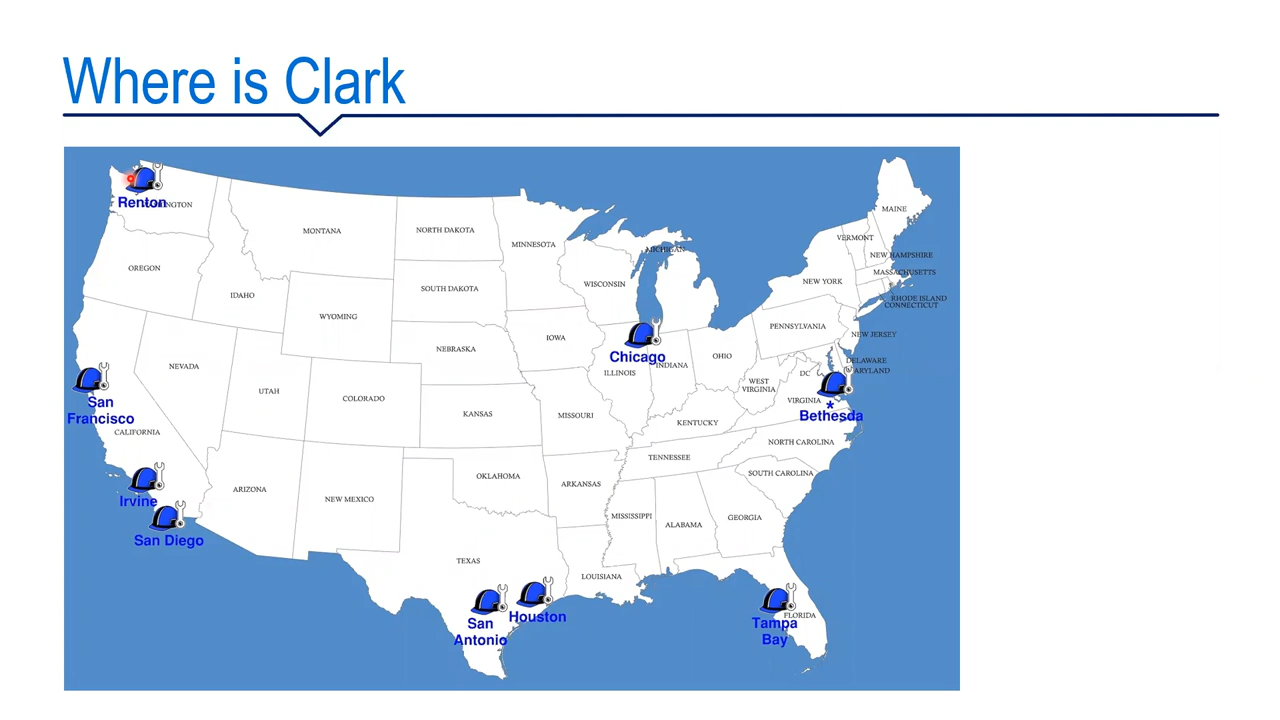 Where is Clark
Renton
WASHINGTON
MONTANA
NORTH DAKOTA
MINNESOTA
MICHIGAN
MAINE
VERMONT
NEW HAMPSHIRE
MASSACHUSETTS
OREGON
IDAHO
SOUTH DAKOTA
WISCONSIN
NEW YORK
RHODE ISLAND
CONNECTICUT
WYOMING
IOWA
PENNSYLVANIA
NEW JERSEY
NEBRASKA
Chicago
ILLINOIS
INDIANA
OHIO
DELAWARE
MARYLAND
DC
NEVADA
UTAH
COLORADO
KANSAS
MISSOURI
WEST
VIRGINIA
VIRGINIA
*
Bethesda
San
Francisco
CALIFORNIA
KENTUCKY
NORTH CAROLINA
TENNESSEE
SOUTH CAROLINA
Irvine
ARIZONA
NEW MEXICO
OKLAHOMA
ARKANSAS
MISSISSIPPI
ALABAMA
GEORGIA
San Diego
TEXAS
LOUISIANA
San
Antonio
Houston
FLORIDA
Tampa
Bay